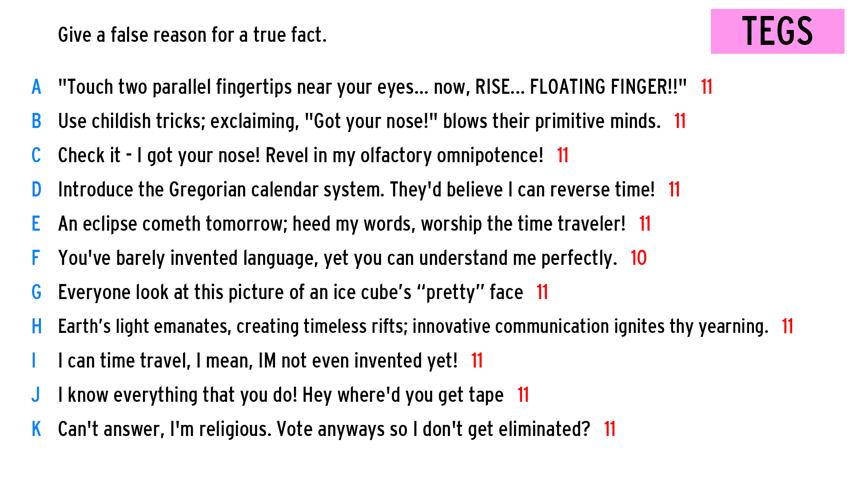 Give a false reason for a true fact.
TEGS
A "Touch two parallel fingertips near your eyes... now, RISE... FLOATING FINGER!!" 11
B Use childish tricks; exclaiming, "Got your nose!" blows their primitive minds. 11
C Check it - I got your nose! Revel in my olfactory omnipotence! 11
D Introduce the Gregorian calendar system. They'd believe I can reverse time! 11
E An eclipse cometh tomorrow; heed my words, worship the time traveler! 11
F You've barely invented language, yet you can understand me perfectly. 10
G Everyone look at this picture of an ice cube’s “pretty” face 11
H Earth’s light emanates, creating timeless rifts; innovative communication ignites thy yearning. 11
I I can time travel, I mean, IM not even invented yet! 11
J I know everything that you do! Hey where'd you get tape 11
K Can't answer, I'm religious. Vote anyways so I don't get eliminated? 11